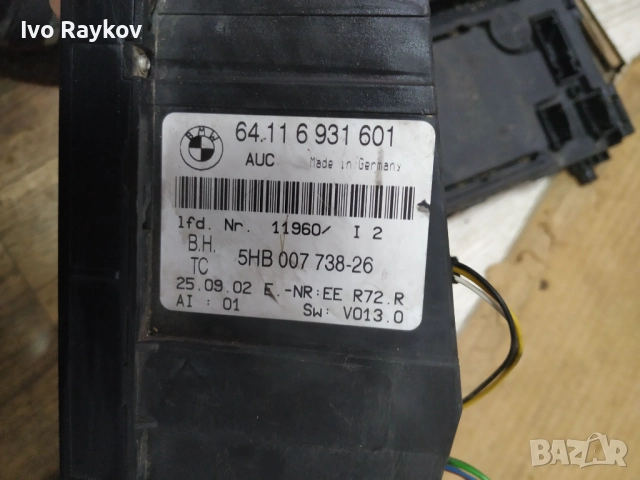 Ivo Raykov
BMW
64.11 6 931 601
AUC Made in Germany
lfd. Nr. 11960/ I 2
B.H.
TC 5HB 007 738-26
25.09.02 E.-NR:EE R72.R
AI : 01 Sw: V013.0
BAZAR
bg